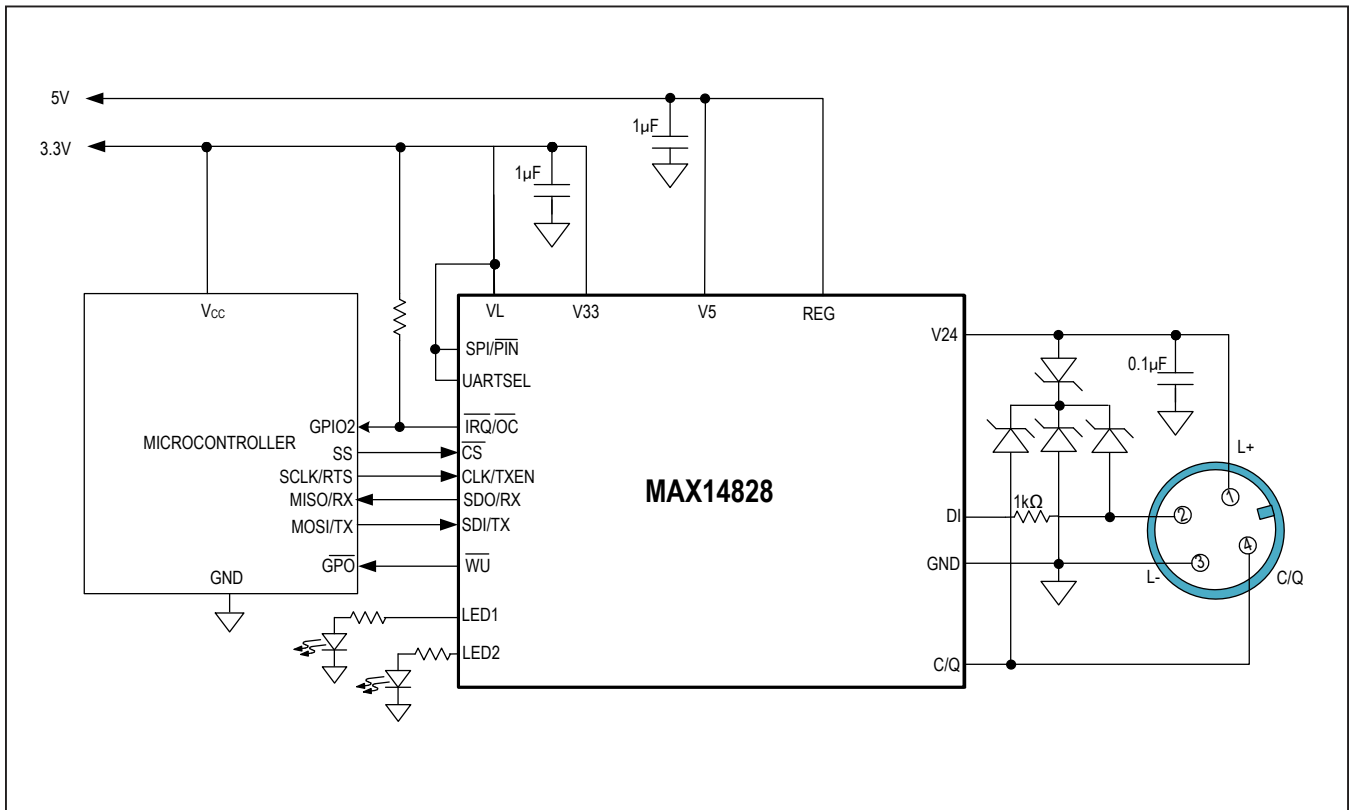 5V
1µF
3.3V
1µF
VCC
VL
V33
V5
REG
SPI/PIN
UARTSEL
V24
0.1µF
MICROCONTROLLER
GPIO2
IRQ/OC
SS
CS
SCLK/RTS
CLK/TXEN
MISO/RX
SDO/RX
MOSI/TX
SDI/TX
GPO
WU
GND
LED1
LED2
MAX14828
L+
1
1kΩ
DI
2
GND
L-
3
4
C/Q
C/Q